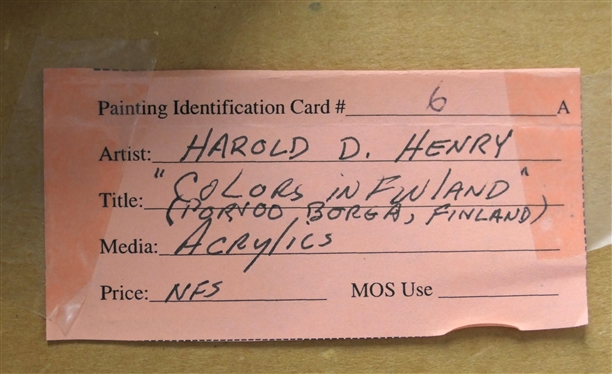 Painting Identification Card # 6 A
Artist: HAROLD D. HENRY
Title: "COLORS in FINLAND"
(PORVOO, BORGA, FINLAND)
Media: ACRYLICS
Price: NFS MOS Use